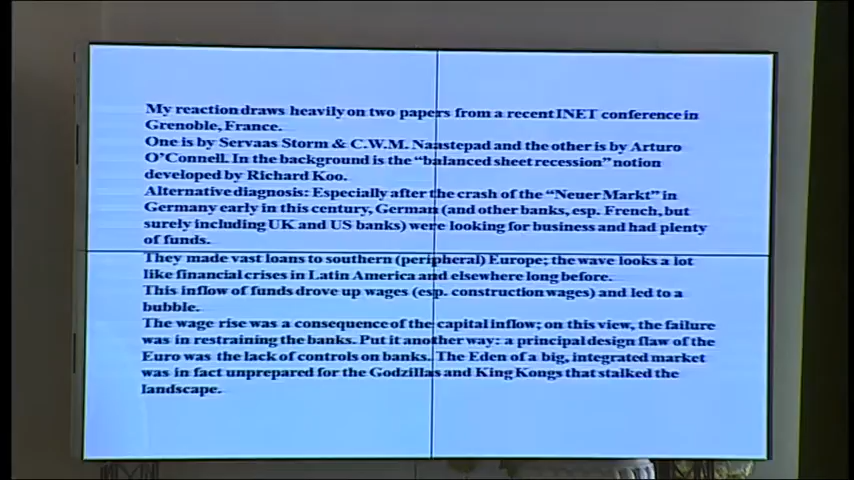 My reaction draws heavily on two papers from a recent INET conference in
Grenoble, France.
One is by Servaas Storm & C.W.M. Naastepad and the other is by Arturo
O'Connell. In the background is the "balanced sheet recession" notion
developed by Richard Koo.
Alternative diagnosis: Especially after the crash of the "Neuer Markt" in
Germany early in this century, German (and other banks, esp. French, but
surely including UK and US banks) were looking for business and had plenty
of funds.
They made vast loans to southern (peripheral) Europe; the wave looks a lot
like financial crises in Latin America and elsewhere long before.
This inflow of funds drove up wages (esp. construction wages) and led to a
bubble.
The wage rise was a consequence of the capital inflow; on this view, the failure
was in restraining the banks. Put it another way: a principal design flaw of the
Euro was the lack of controls on banks. The Eden of a big, integrated market
was in fact unprepared for the Godzillas and King Kongs that stalked the
landscape.